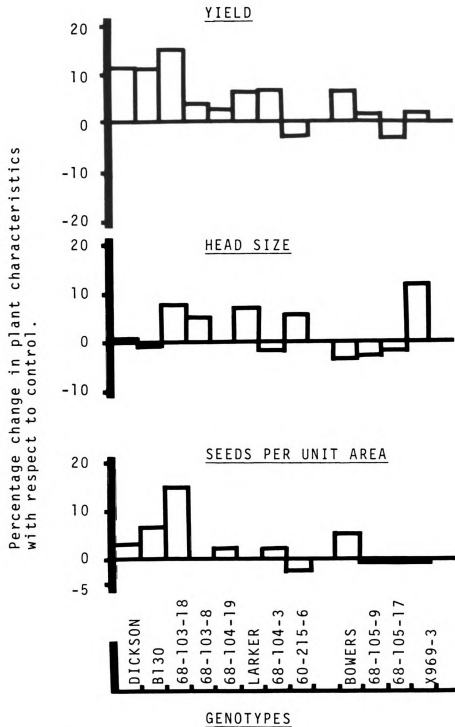 YIELD
20
10
0
-10
-20
HEAD SIZE
20
10
0
-10
SEEDS PER UNIT AREA
20
10
0
-5
Percentage change in plant characteristics
with respect to control.
DICKSON
B130
68-103-18
68-103-8
68-104-19
LARKER
68-104-3
60-215-6
BOWERS
68-105-9
68-105-17
X969-3
GENOTYPES